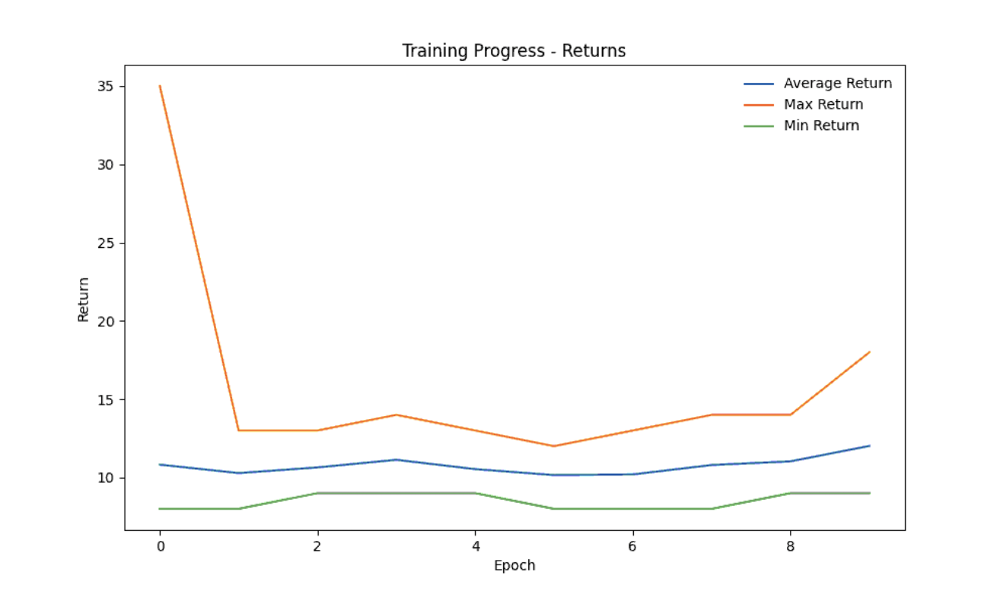 Training Progress - Returns
Average Return
Max Return
Min Return
35
30
25
20
15
10
Return
0 2 4 6 8
Epoch